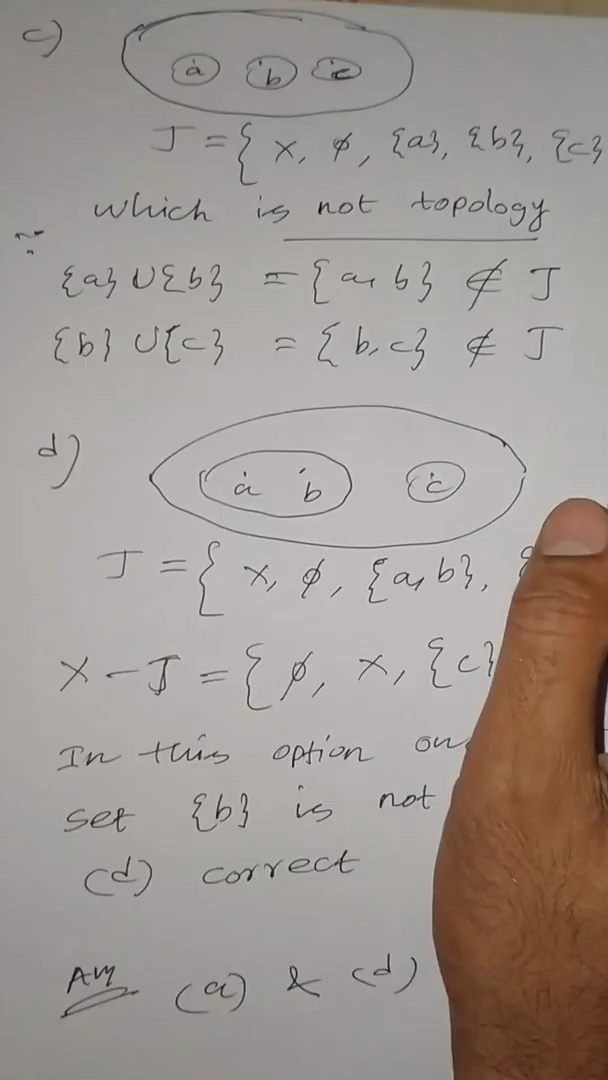 c)
a b c
J = { X, φ, {a}, {b}, {c}
which is not topology
∵
{a} ∪ {b} = {a, b} ∉ J
{b} ∪ {c} = {b, c} ∉ J
d)
a b c
J = { X, φ, {a, b}, {
X - J = { φ, X, {c}
In this option
set {b} is not
(d) correct
Ans (a) & (d)